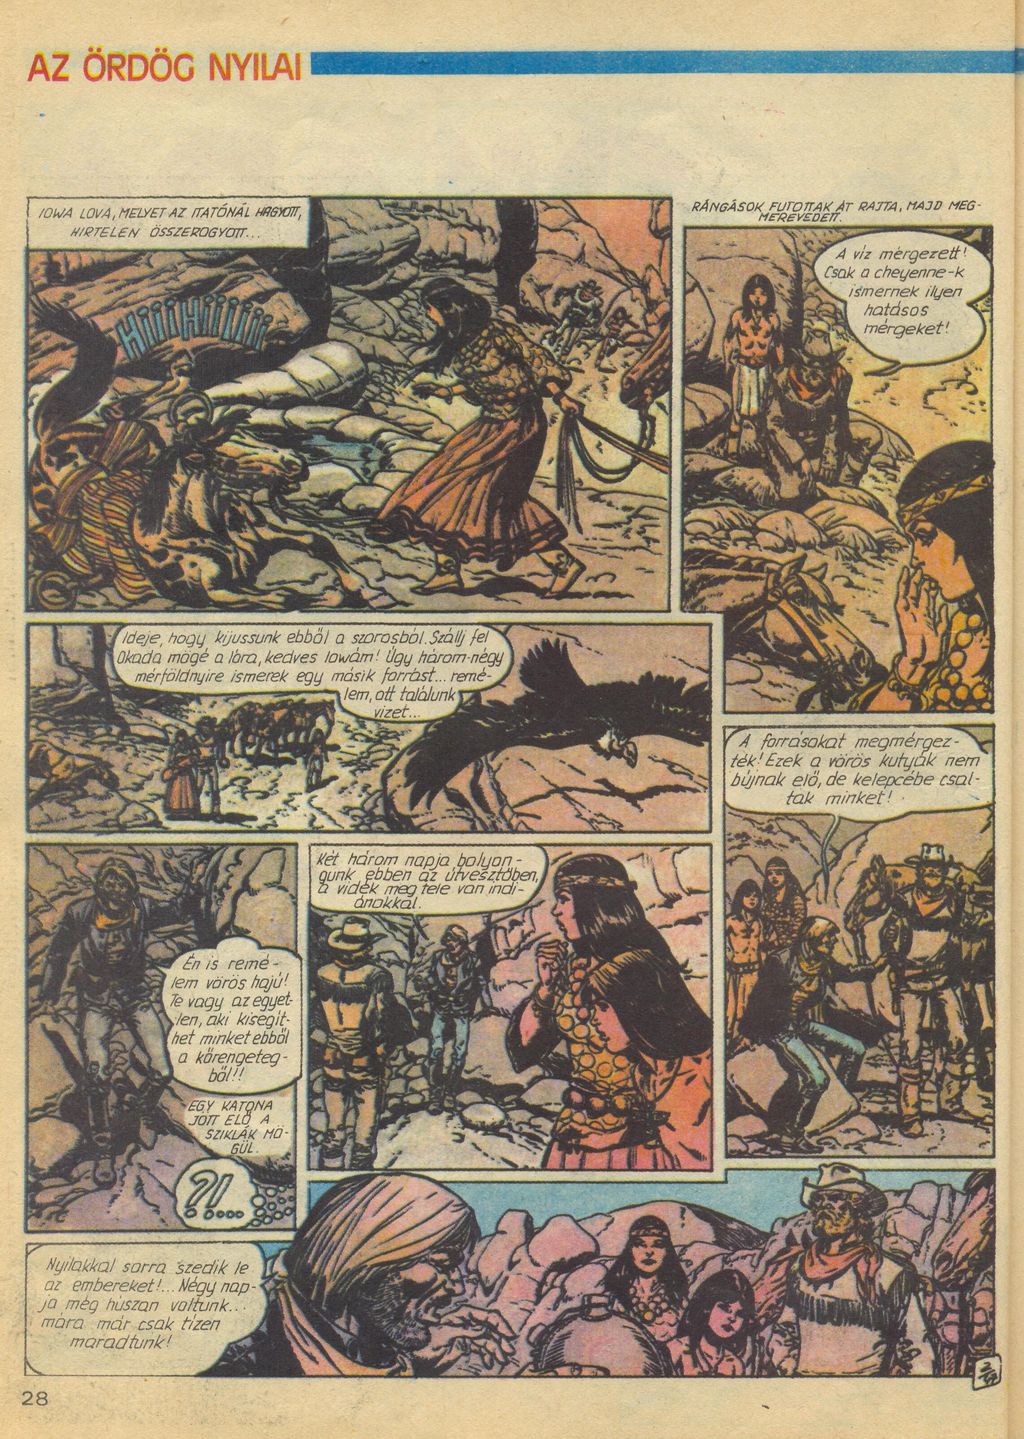 AZ ÖRDÖG NYILAI
IOWA LOVA, MELYET AZ ITATÓNÁL HAGYOTT,
HIRTELEN ÖSSZEROGYOTT...
HIIIHIIIII
RÁNGÁSOK FUTOTTAK ÁT RAJTA, MAJD MEG-
MEREVEDETT.
A víz mérgezett!
Csak a cheyenne-k
ismernek ilyen
hatásos
mérgeket!
Ideje, hogy kijussunk ebből a szorosból. Szállj fel
Okada mögé a lóra, kedves Iowám! Úgy három-négy
mérföldnyire ismerek egy másik forrást... remé-
lem, ott találunk
vizet...
A forrásokat megmérgez-
ték! Ezek a vörös kutyák nem
bújnak elő, de kelepcébe csal-
tak minket!
Én is remé-
lem vörös hajú!
Te vagy az egyet-
len, aki kisegít-
het minket ebből
a kőrengeteg-
ből!!
EGY KATONA
JÖTT ELŐ A
SZIKLÁK MÖ-
GÜL.
?!...
Két három napja bolyon-
gunk ebben az útvesztőben,
a vidék meg tele van indi-
ánokkal.
Nyilakkal sorra szedik le
az embereket!... Négy nap-
ja még húszan voltunk...
mára már csak tízen
maradtunk!
28